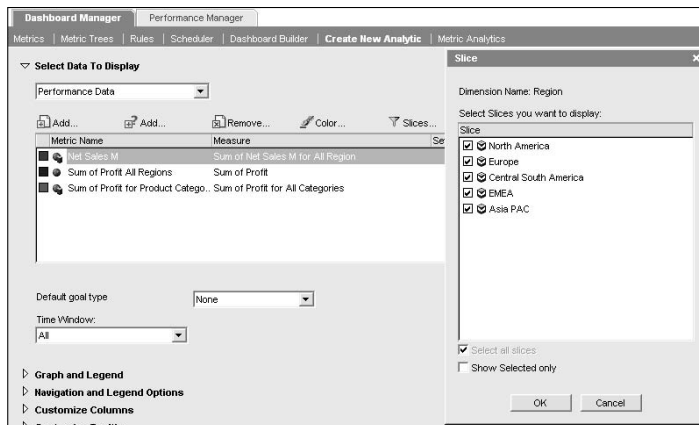 Dashboard Manager
Performance Manager
Metrics | Metric Trees | Rules | Scheduler | Dashboard Builder | Create New Analytic | Metric Analytics
Select Data To Display
Performance Data
Add... Add... Remove... Color... Slices...
Metric Name Measure Se
Net Sales M Sum of Net Sales M for All Region
Sum of Profit All Regions Sum of Profit
Sum of Profit for Product Catego.. Sum of Profit for All Categories
Default goal type None
Time Window:
All
Graph and Legend
Navigation and Legend Options
Customize Columns
Slice x
Dimension Name: Region
Select Slices you want to display:
Slice
North America
Europe
Central South America
EMEA
Asia PAC
Select all slices
Show Selected only
OK Cancel